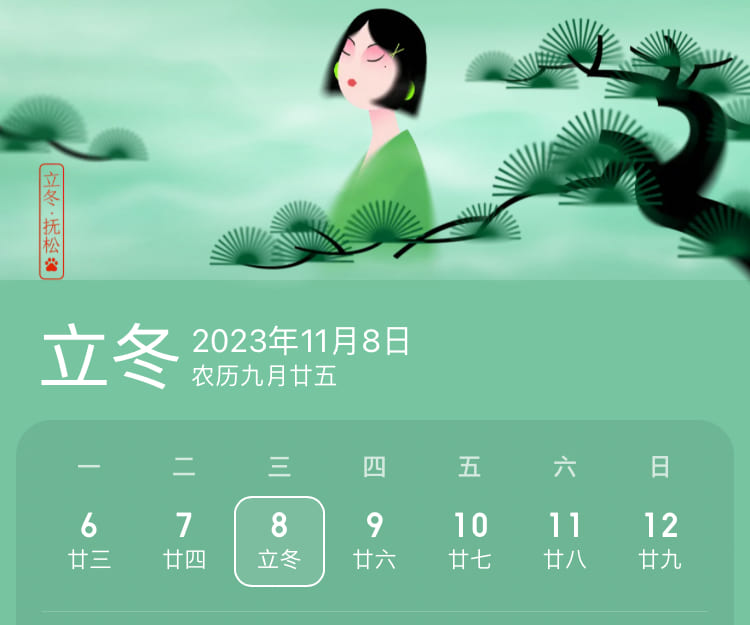 立冬·抚松
立冬
2023年11月8日
农历九月廿五
一 二 三 四 五 六 日
6 7 8 9 10 11 12
廿三 廿四 立冬 廿六 廿七 廿八 廿九